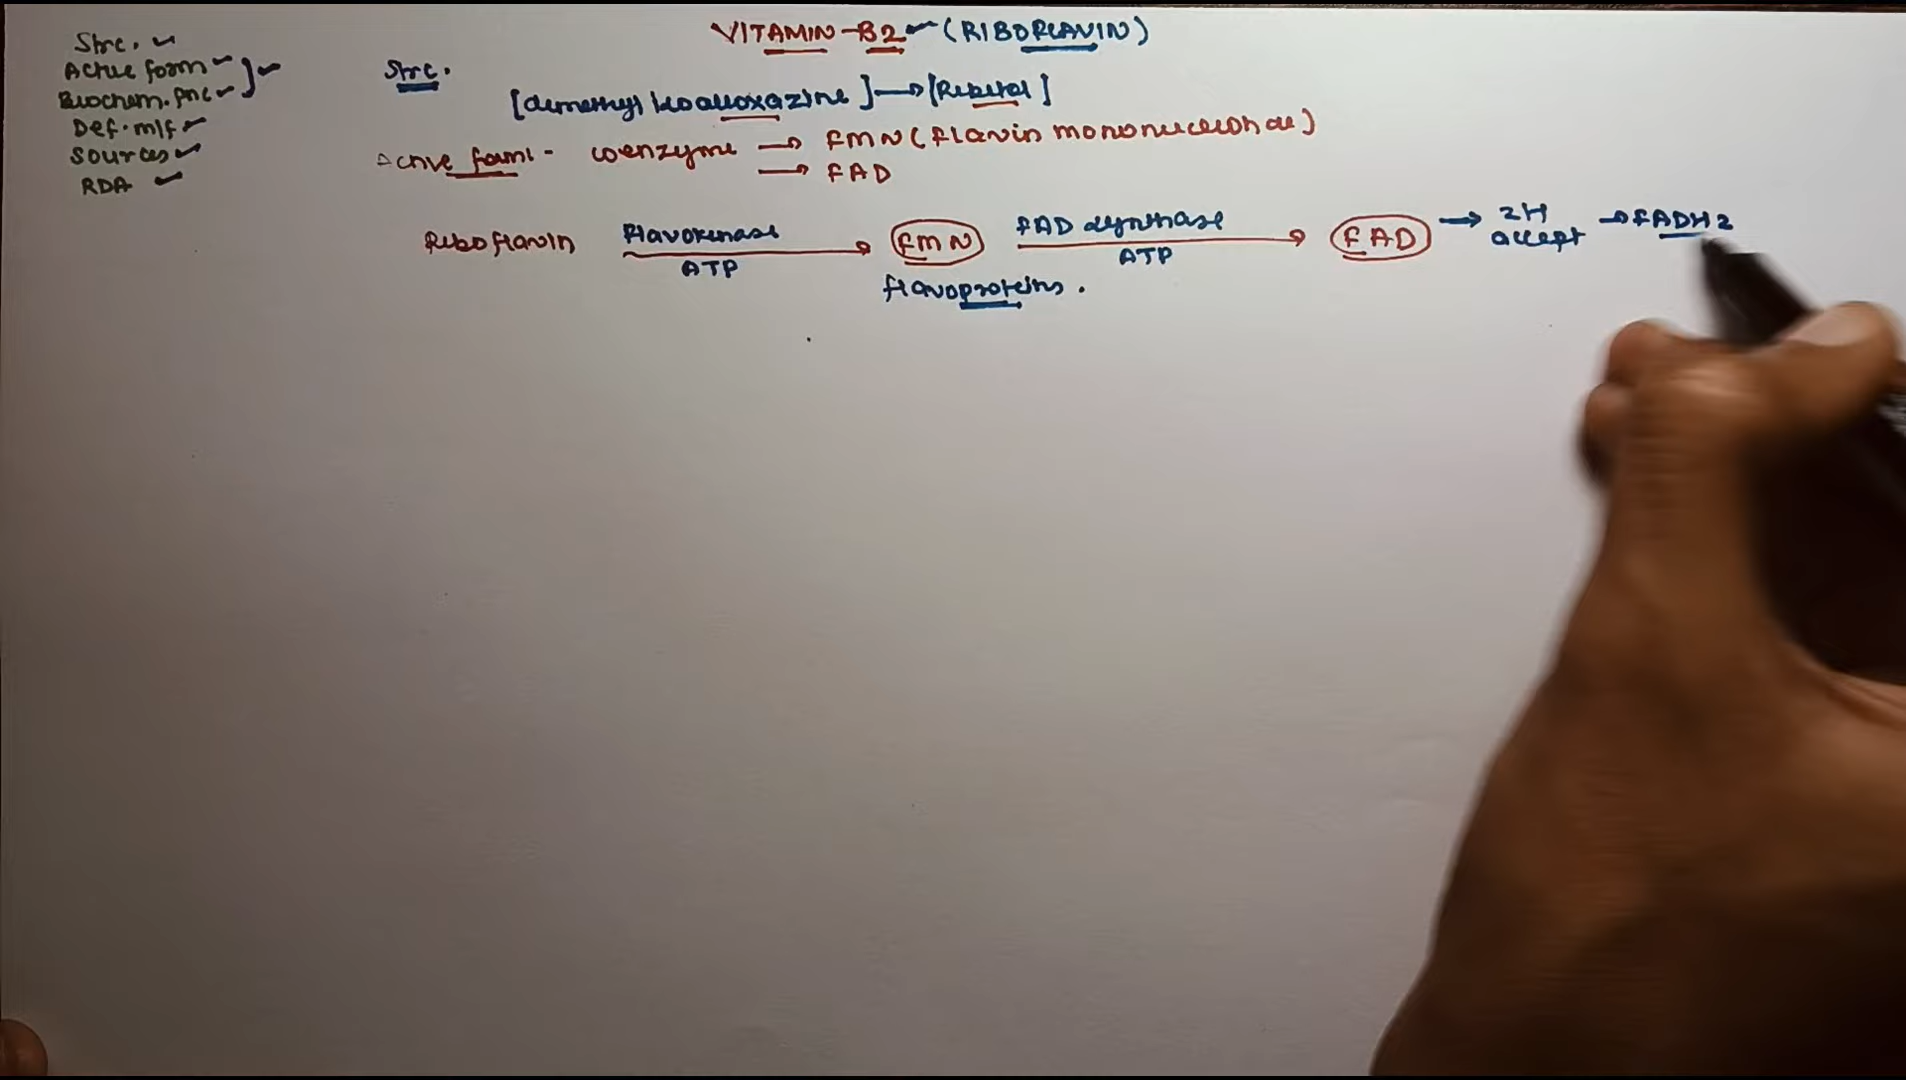 VITAMIN-B2 (RIBOFLAVIN)
Strc.
Active form
Biochem. fnc
Def. m/f
Sources
RDA
Strc.
[dimethyl isoalloxazine] → [Ribitol]
Active form:- coenzyme → FMN (Flavin mononucleotide)
→ FAD
Riboflavin Flavokinase ATP → FMN FAD synthase ATP → FAD → 2H accept → FADH2
flavoproteins.